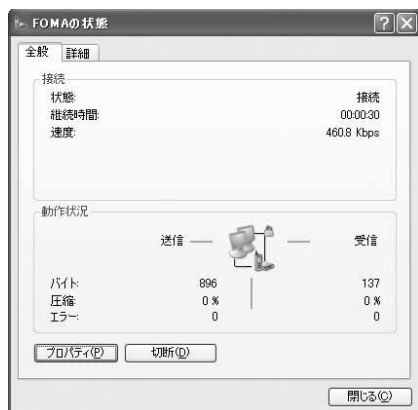 FOMAの状態
全般 詳細
接続
状態: 接続
継続時間: 00:00:30
速度: 460.8 Kbps
動作状況
送信 — — 受信
バイト: 896 137
圧縮: 0 % 0 %
エラー: 0 0
プロパティ(P) 切断(D)
閉じる(C)